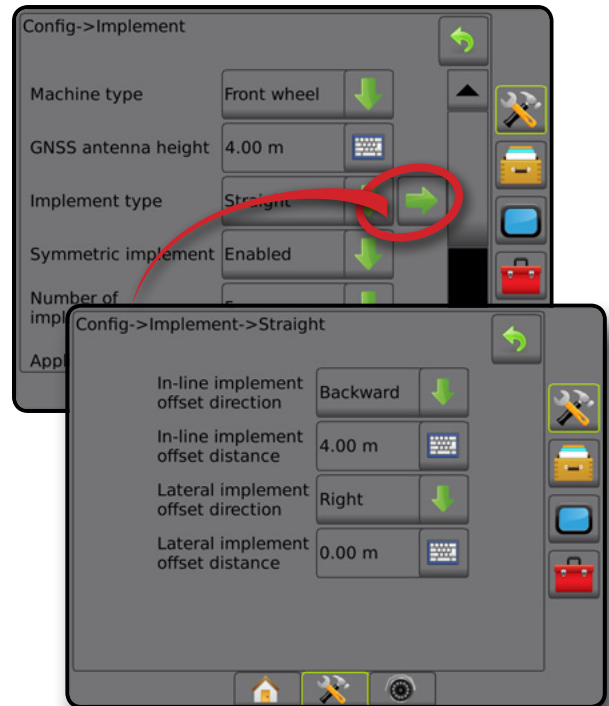 Config->Implement
Machine type
Front wheel
GNSS antenna height
4.00 m
Implement type
Straight
Symmetric implement
Enabled
Number of
Config->Implement->Straight
In-line implement
offset direction
Backward
In-line implement
offset distance
4.00 m
Lateral implement
offset direction
Right
Lateral implement
offset distance
0.00 m